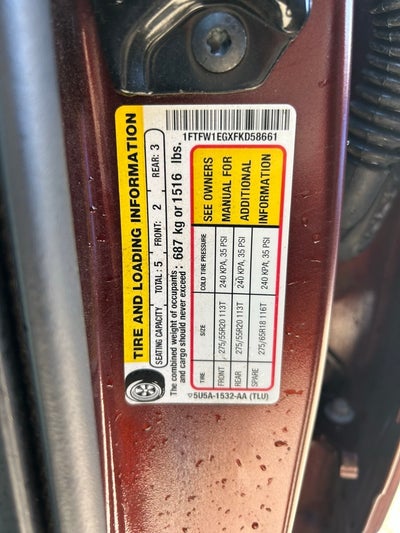 1FTFW1EGXFKD58661
TIRE AND LOADING INFORMATION
SEATING CAPACITY TOTAL: 5 FRONT: 2 REAR: 3
The combined weight of occupants
and cargo should never exceed : 687 kg or 1516 lbs.
TIRE SIZE COLD TIRE PRESSURE SEE OWNERS
FRONT 275/55R20 113T 240 KPA, 35 PSI MANUAL FOR
REAR 275/55R20 113T 240 KPA, 35 PSI ADDITIONAL
SPARE 275/65R18 116T 240 KPA, 35 PSI INFORMATION
5U5A-1532-AA (TLU)